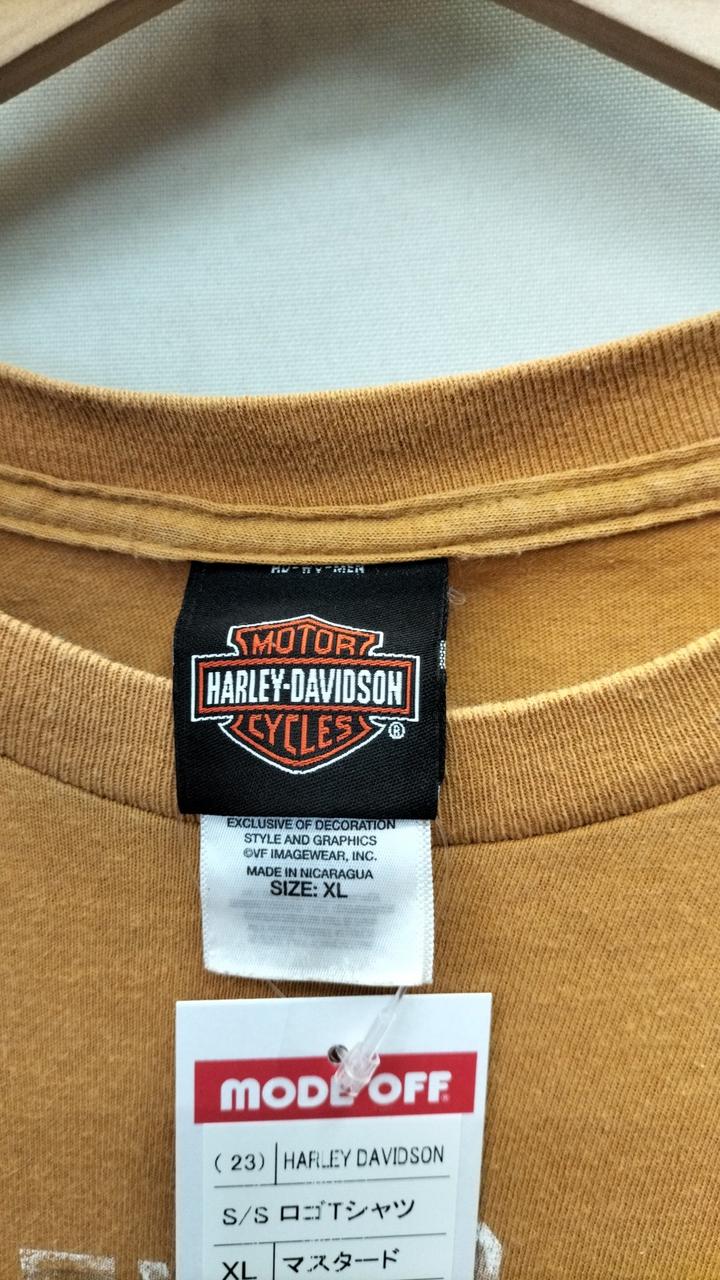 MOTOR
HARLEY-DAVIDSON
CYCLES
®
EXCLUSIVE OF DECORATION
STYLE AND GRAPHICS
©VF IMAGEWEAR, INC.
MADE IN NICARAGUA
SIZE: XL
MODE OFF
(23) HARLEY DAVIDSON
S/S ロゴTシャツ
XL マスタード